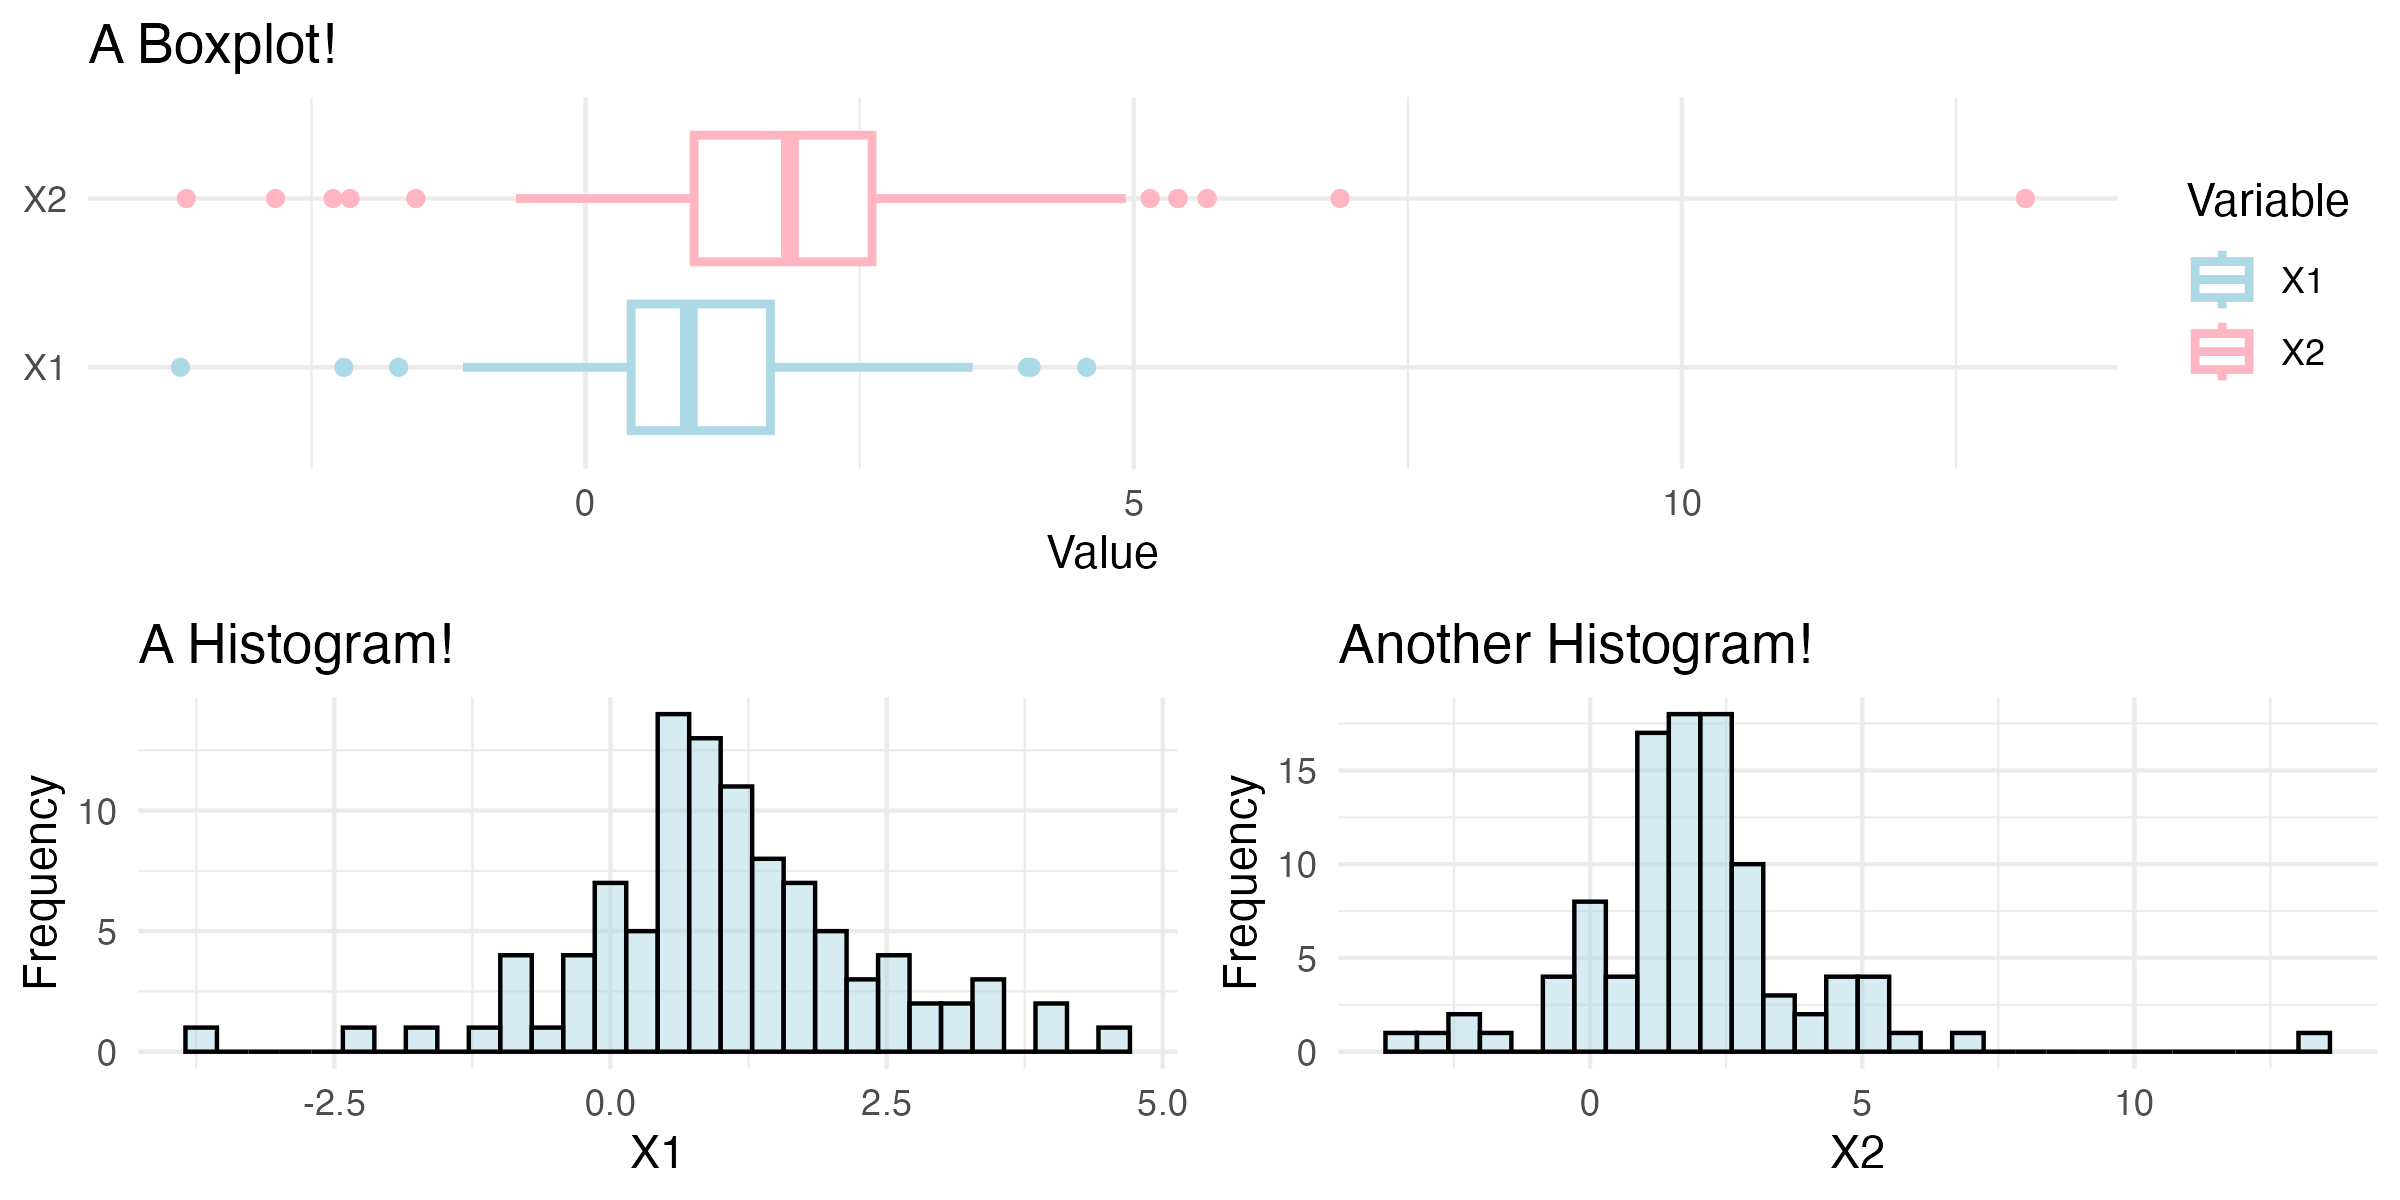 A Boxplot!
X2
X1
0 5 10
Value
Variable
X1
X2
A Histogram!
10
5
0
Frequency
-2.5 0.0 2.5 5.0
X1
Another Histogram!
15
10
5
0
Frequency
0 5 10
X2